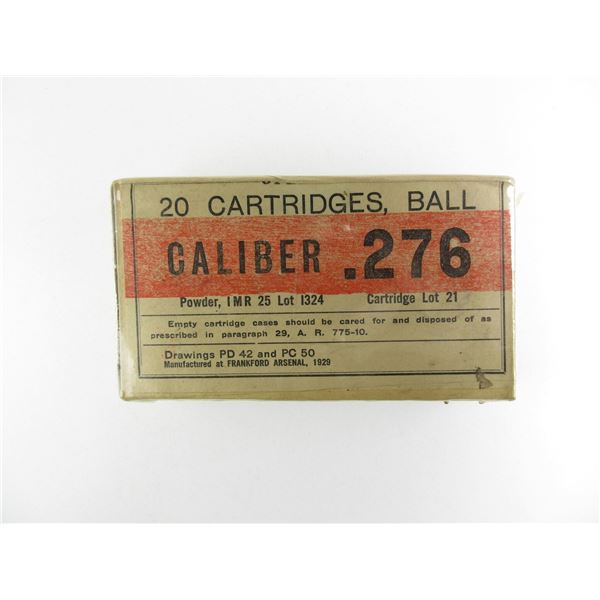 20 CARTRIDGES, BALL
CALIBER .276
Powder, IMR 25 Lot 1324 Cartridge Lot 21
Empty cartridge cases should be cared for and disposed of as
prescribed in paragraph 29, A. R. 775-10.
Drawings PD 42 and PC 50
Manufactured at FRANKFORD ARSENAL, 1929